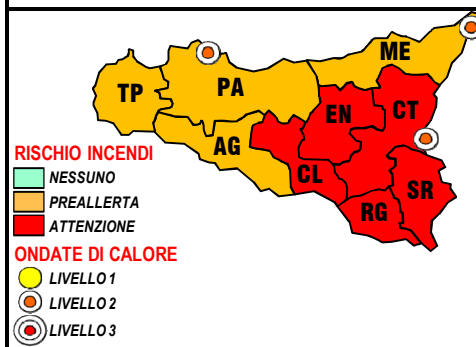 ME
PA
TP
EN
CT
AG
CL
SR
RG
RISCHIO INCENDI
NESSUNO
PREALLERTA
ATTENZIONE
ONDATE DI CALORE
LIVELLO 1
LIVELLO 2
LIVELLO 3